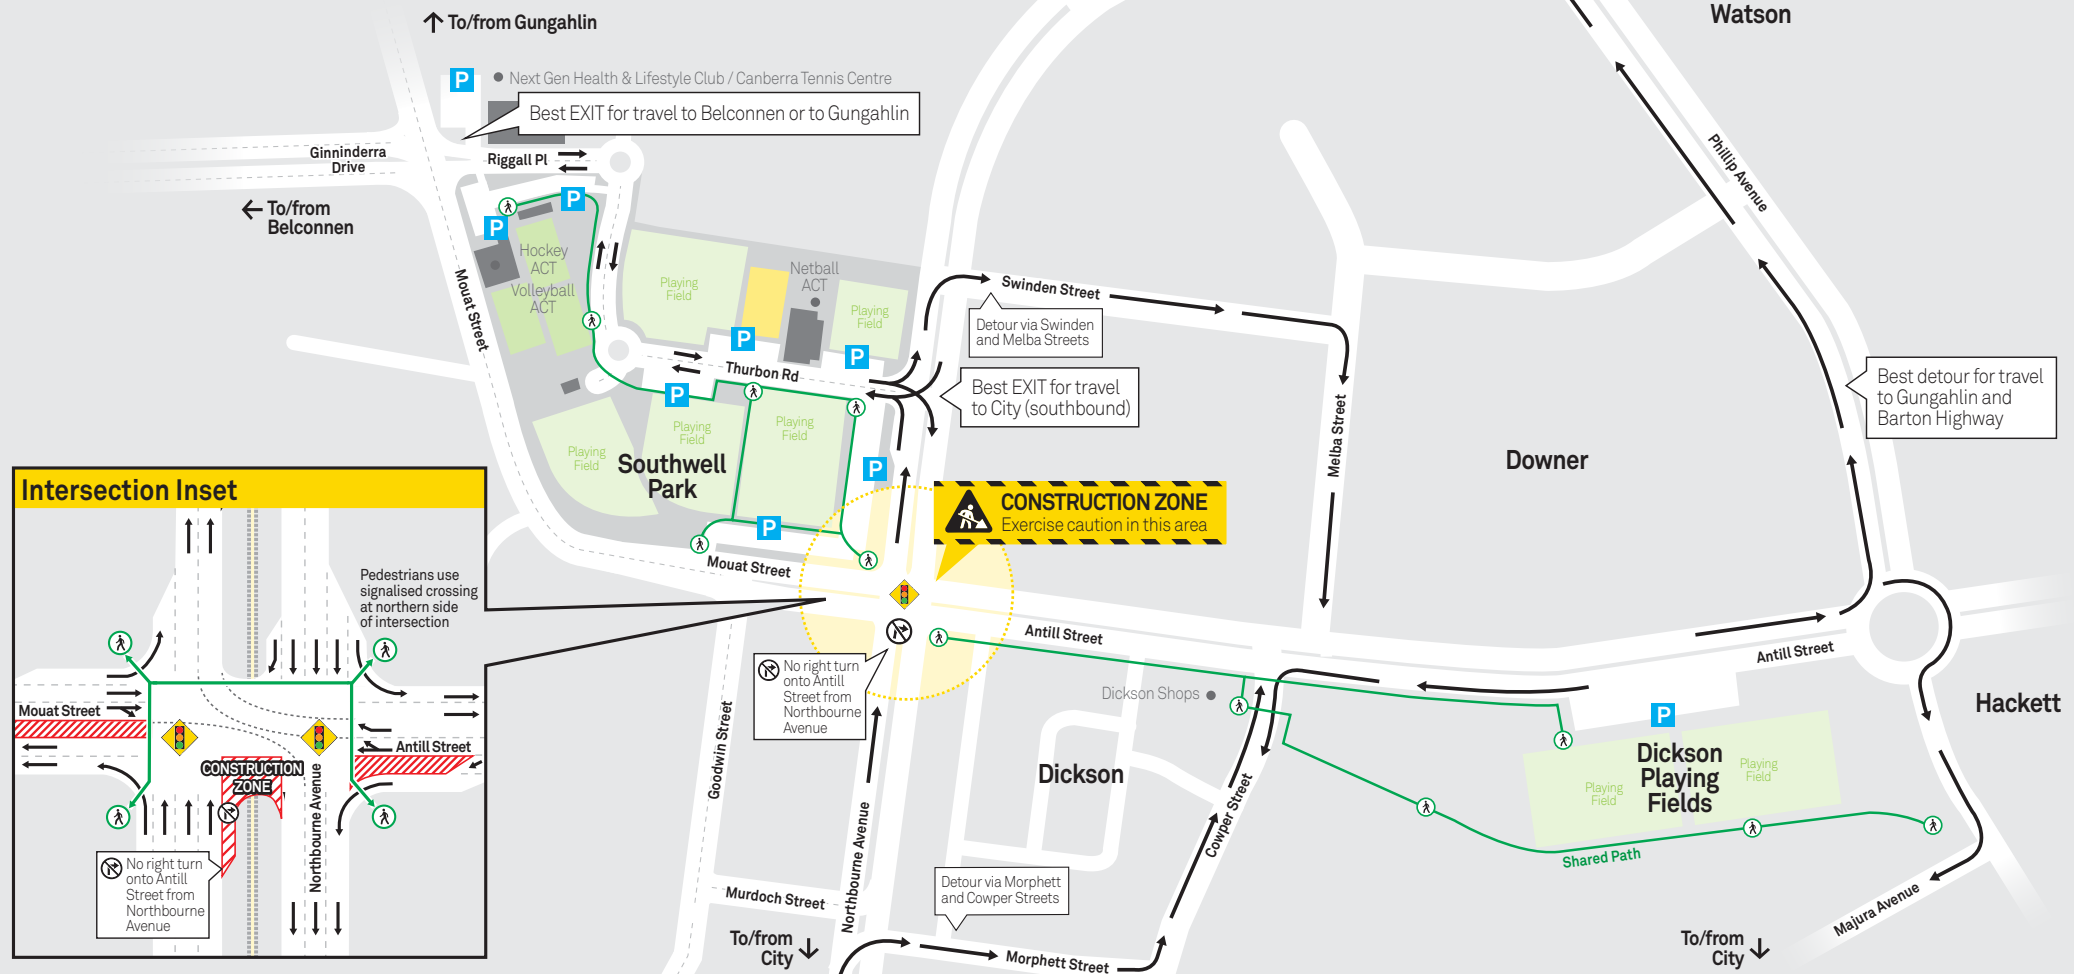 To/from Gungahlin
Watson
P
Next Gen Health & Lifestyle Club / Canberra Tennis Centre
Best EXIT for travel to Belconnen or to Gungahlin
Ginninderra
Drive
Riggall Pl
Phillip Avenue
P
P
To/from
Belconnen
Hockey
ACT
Volleyball
ACT
Mouat Street
Playing
Field
Netball
ACT
Playing
Field
P
P
Thurbon Rd
P
Swinden Street
Detour via Swinden
and Melba Streets
Best EXIT for travel
to City (southbound)
Melba Street
Best detour for travel
to Gungahlin and
Barton Highway
Playing
Field
Playing
Field
Playing
Field
Southwell
Park
P
P
Downer
CONSTRUCTION ZONE
Exercise caution in this area
Mouat Street
Antill Street
Antill Street
No right turn
onto Antill
Street from
Northbourne
Avenue
Goodwin Street
Northbourne Avenue
Murdoch Street
Dickson Shops
Dickson
Cowper Street
Detour via Morphett
and Cowper Streets
Morphett Street
To/from
City
P
Dickson
Playing
Fields
Playing
Field
Playing
Field
Shared Path
Hackett
Majura Avenue
To/from
City
Intersection Inset
Pedestrians use
signalised crossing
at northern side
of intersection
Mouat Street
Antill Street
CONSTRUCTION
ZONE
Northbourne Avenue
No right turn
onto Antill
Street from
Northbourne
Avenue